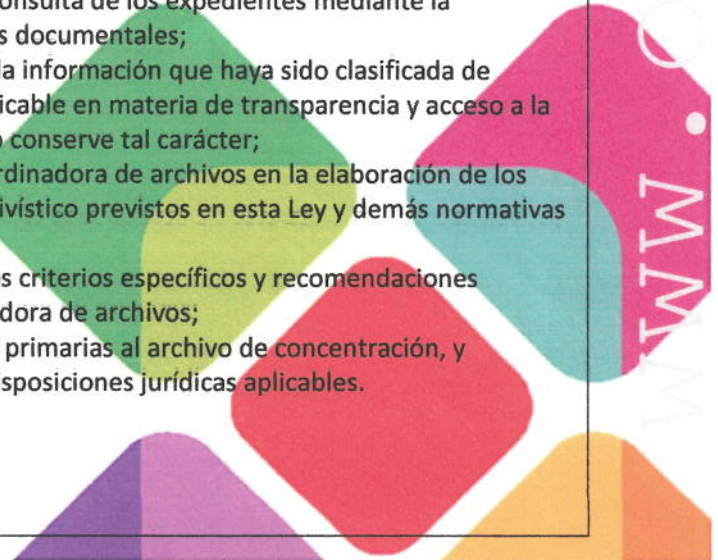 onsulta de los expedientes mediante la
s documentales;
la información que haya sido clasificada de
icable en materia de transparencia y acceso a la
conserve tal carácter;
rdinadora de archivos en la elaboración de los
ivístico previstos en esta Ley y demás normativas
s criterios específicos y recomendaciones
dora de archivos;
primarias al archivo de concentración, y
isposiciones jurídicas aplicables.
O • MMM